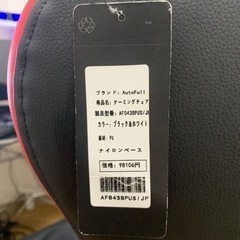 ブランド: AutoFull
商品名: ゲーミングチェア
製品型番: AF043BPUS/JP
カラー: ブラック&ホワイト
素材: PU
ナイロンベース
価格: 98106円
AF043BPUS/JP